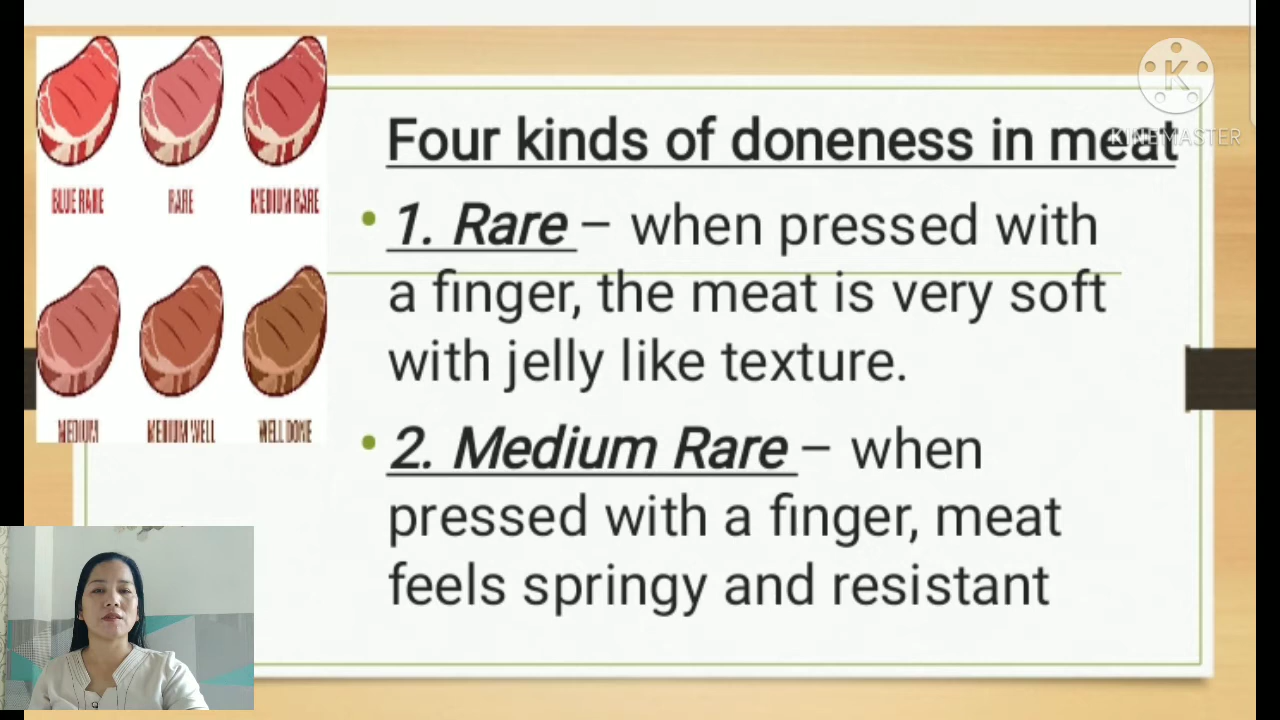 BLUE RARE RARE MEDIUM RARE
MEDIUM MEDIUM WELL WELL DONE
K
KINEMASTER
Four kinds of doneness in meat
• 1. Rare – when pressed with
a finger, the meat is very soft
with jelly like texture.
• 2. Medium Rare – when
pressed with a finger, meat
feels springy and resistant